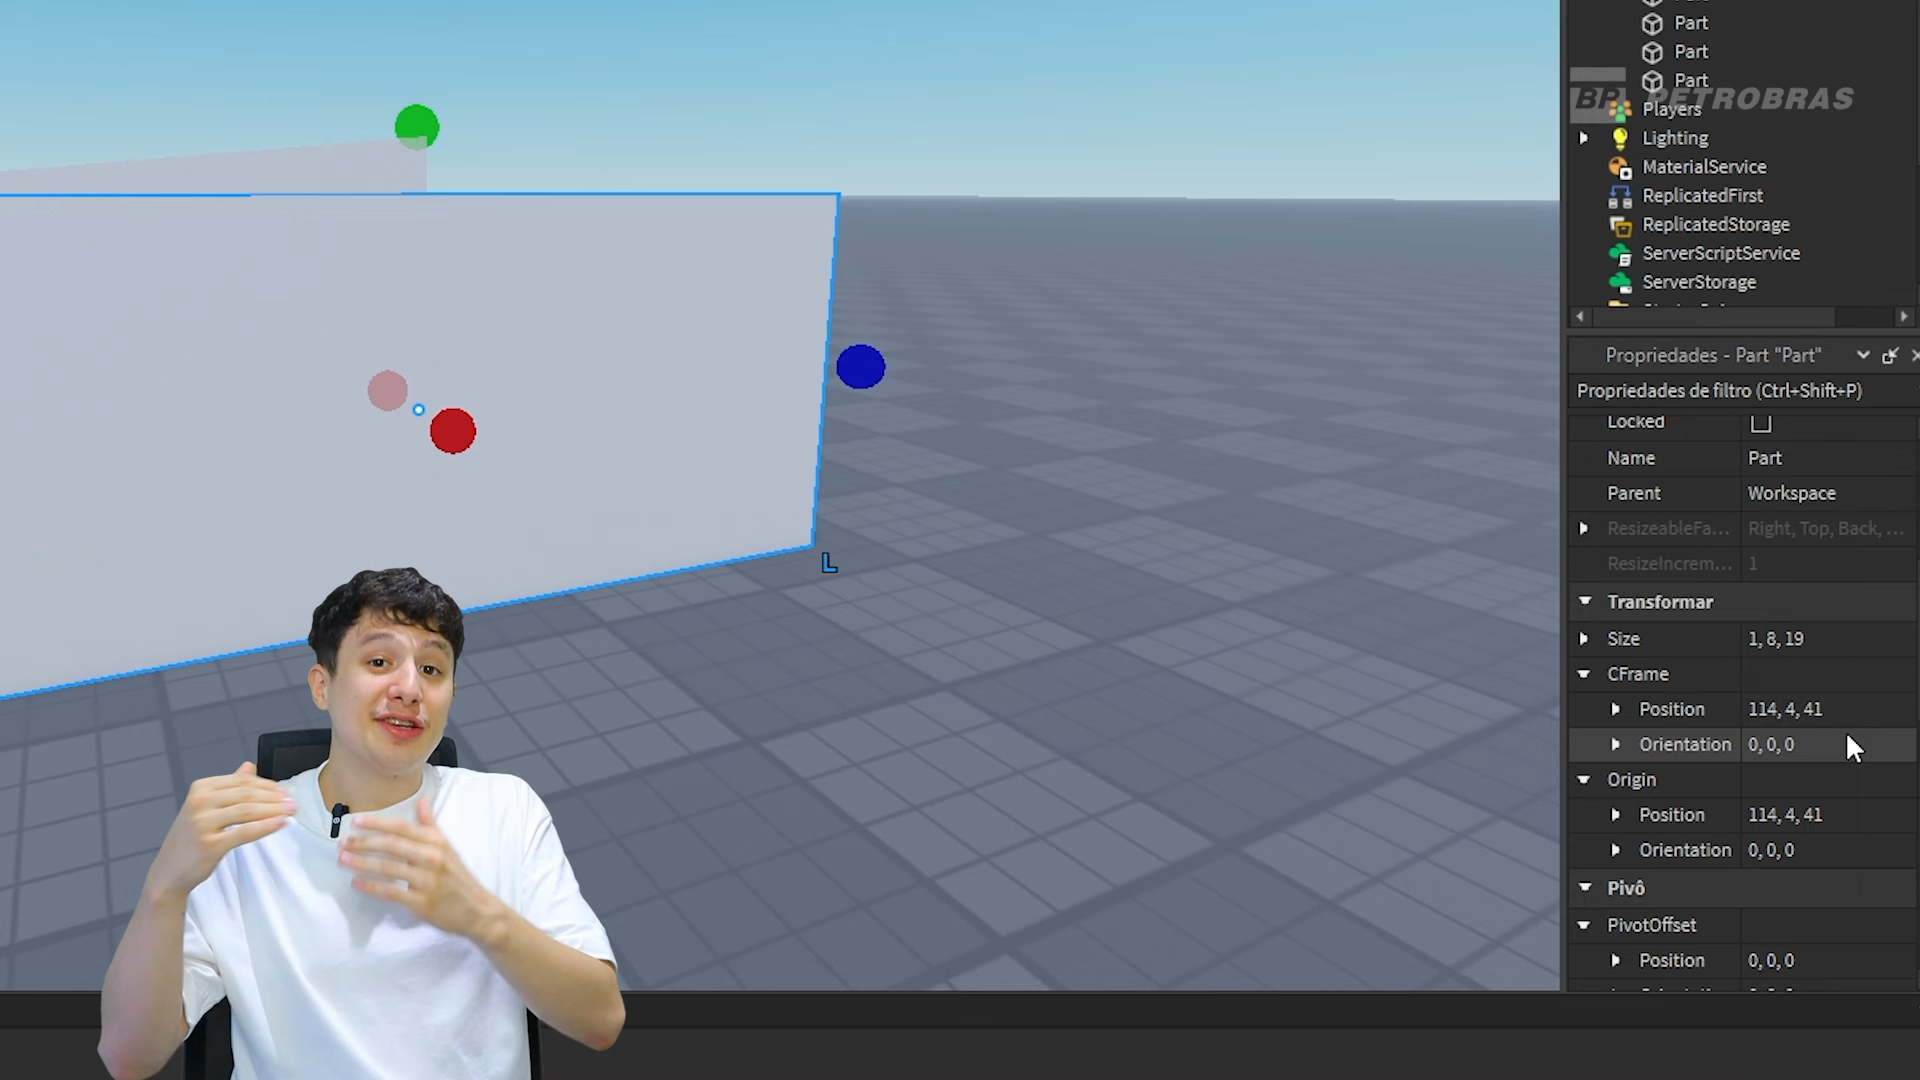 Part
Part
Part
BR PETROBRAS
Players
Lighting
MaterialService
ReplicatedFirst
ReplicatedStorage
ServerScriptService
ServerStorage
Propriedades - Part "Part"
Propriedades de filtro (Ctrl+Shift+P)
Locked
Name Part
Parent Workspace
ResizeableFa... Right, Top, Back, ...
ResizeIncrem... 1
Transformar
Size 1, 8, 19
CFrame
Position 114, 4, 41
Orientation 0, 0, 0
Origin
Position 114, 4, 41
Orientation 0, 0, 0
Pivô
PivotOffset
Position 0, 0, 0
L